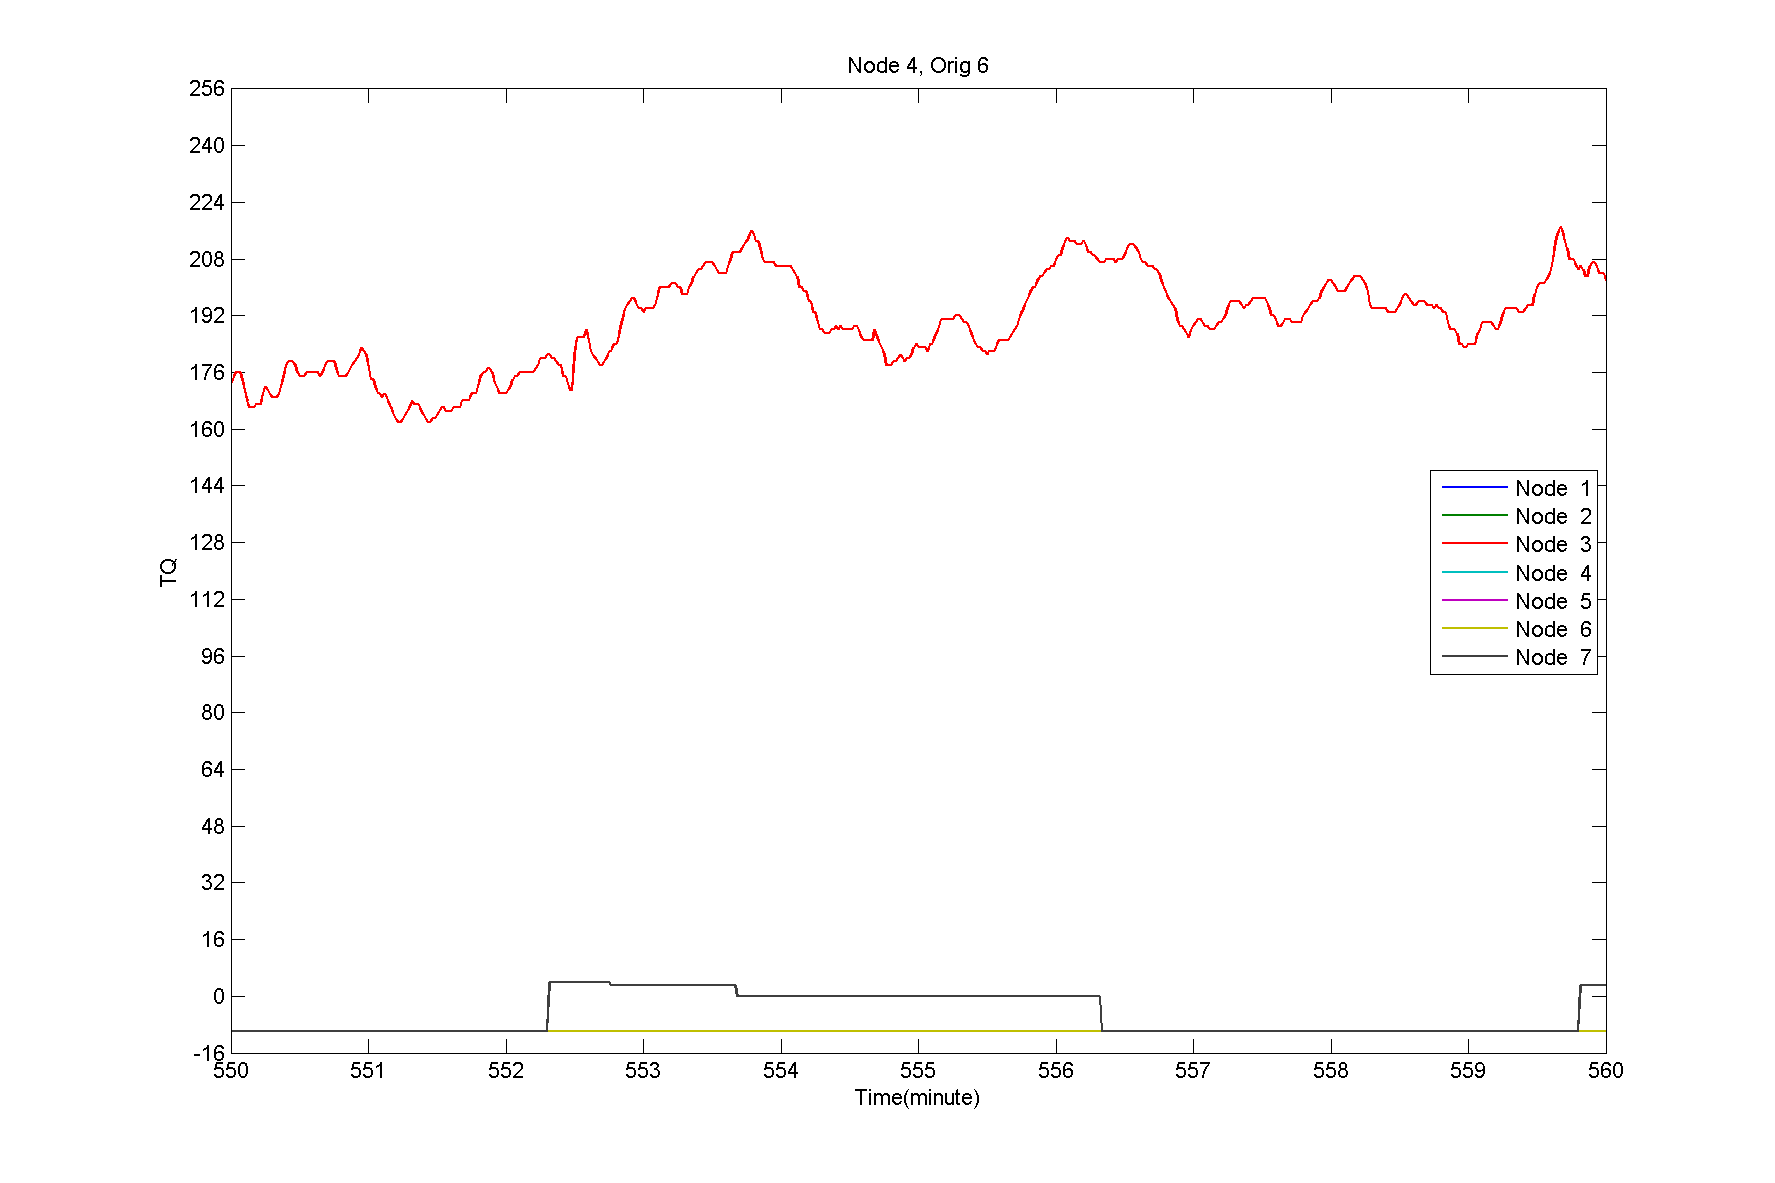 Node 4, Orig 6
256
240
224
208
192
176
160
144
128
112
96
80
64
48
32
16
0
-16
TQ
Node 1
Node 2
Node 3
Node 4
Node 5
Node 6
Node 7
550 551 552 553 554 555 556 557 558 559 560
Time(minute)